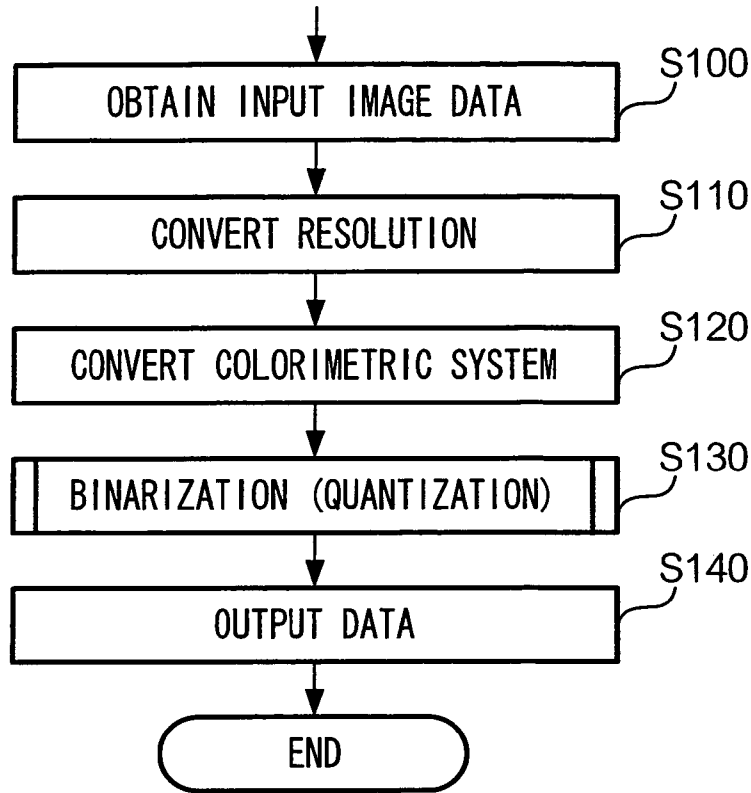 S100
OBTAIN INPUT IMAGE DATA
S110
CONVERT RESOLUTION
S120
CONVERT COLORIMETRIC SYSTEM
S130
BINARIZATION (QUANTIZATION)
S140
OUTPUT DATA
END